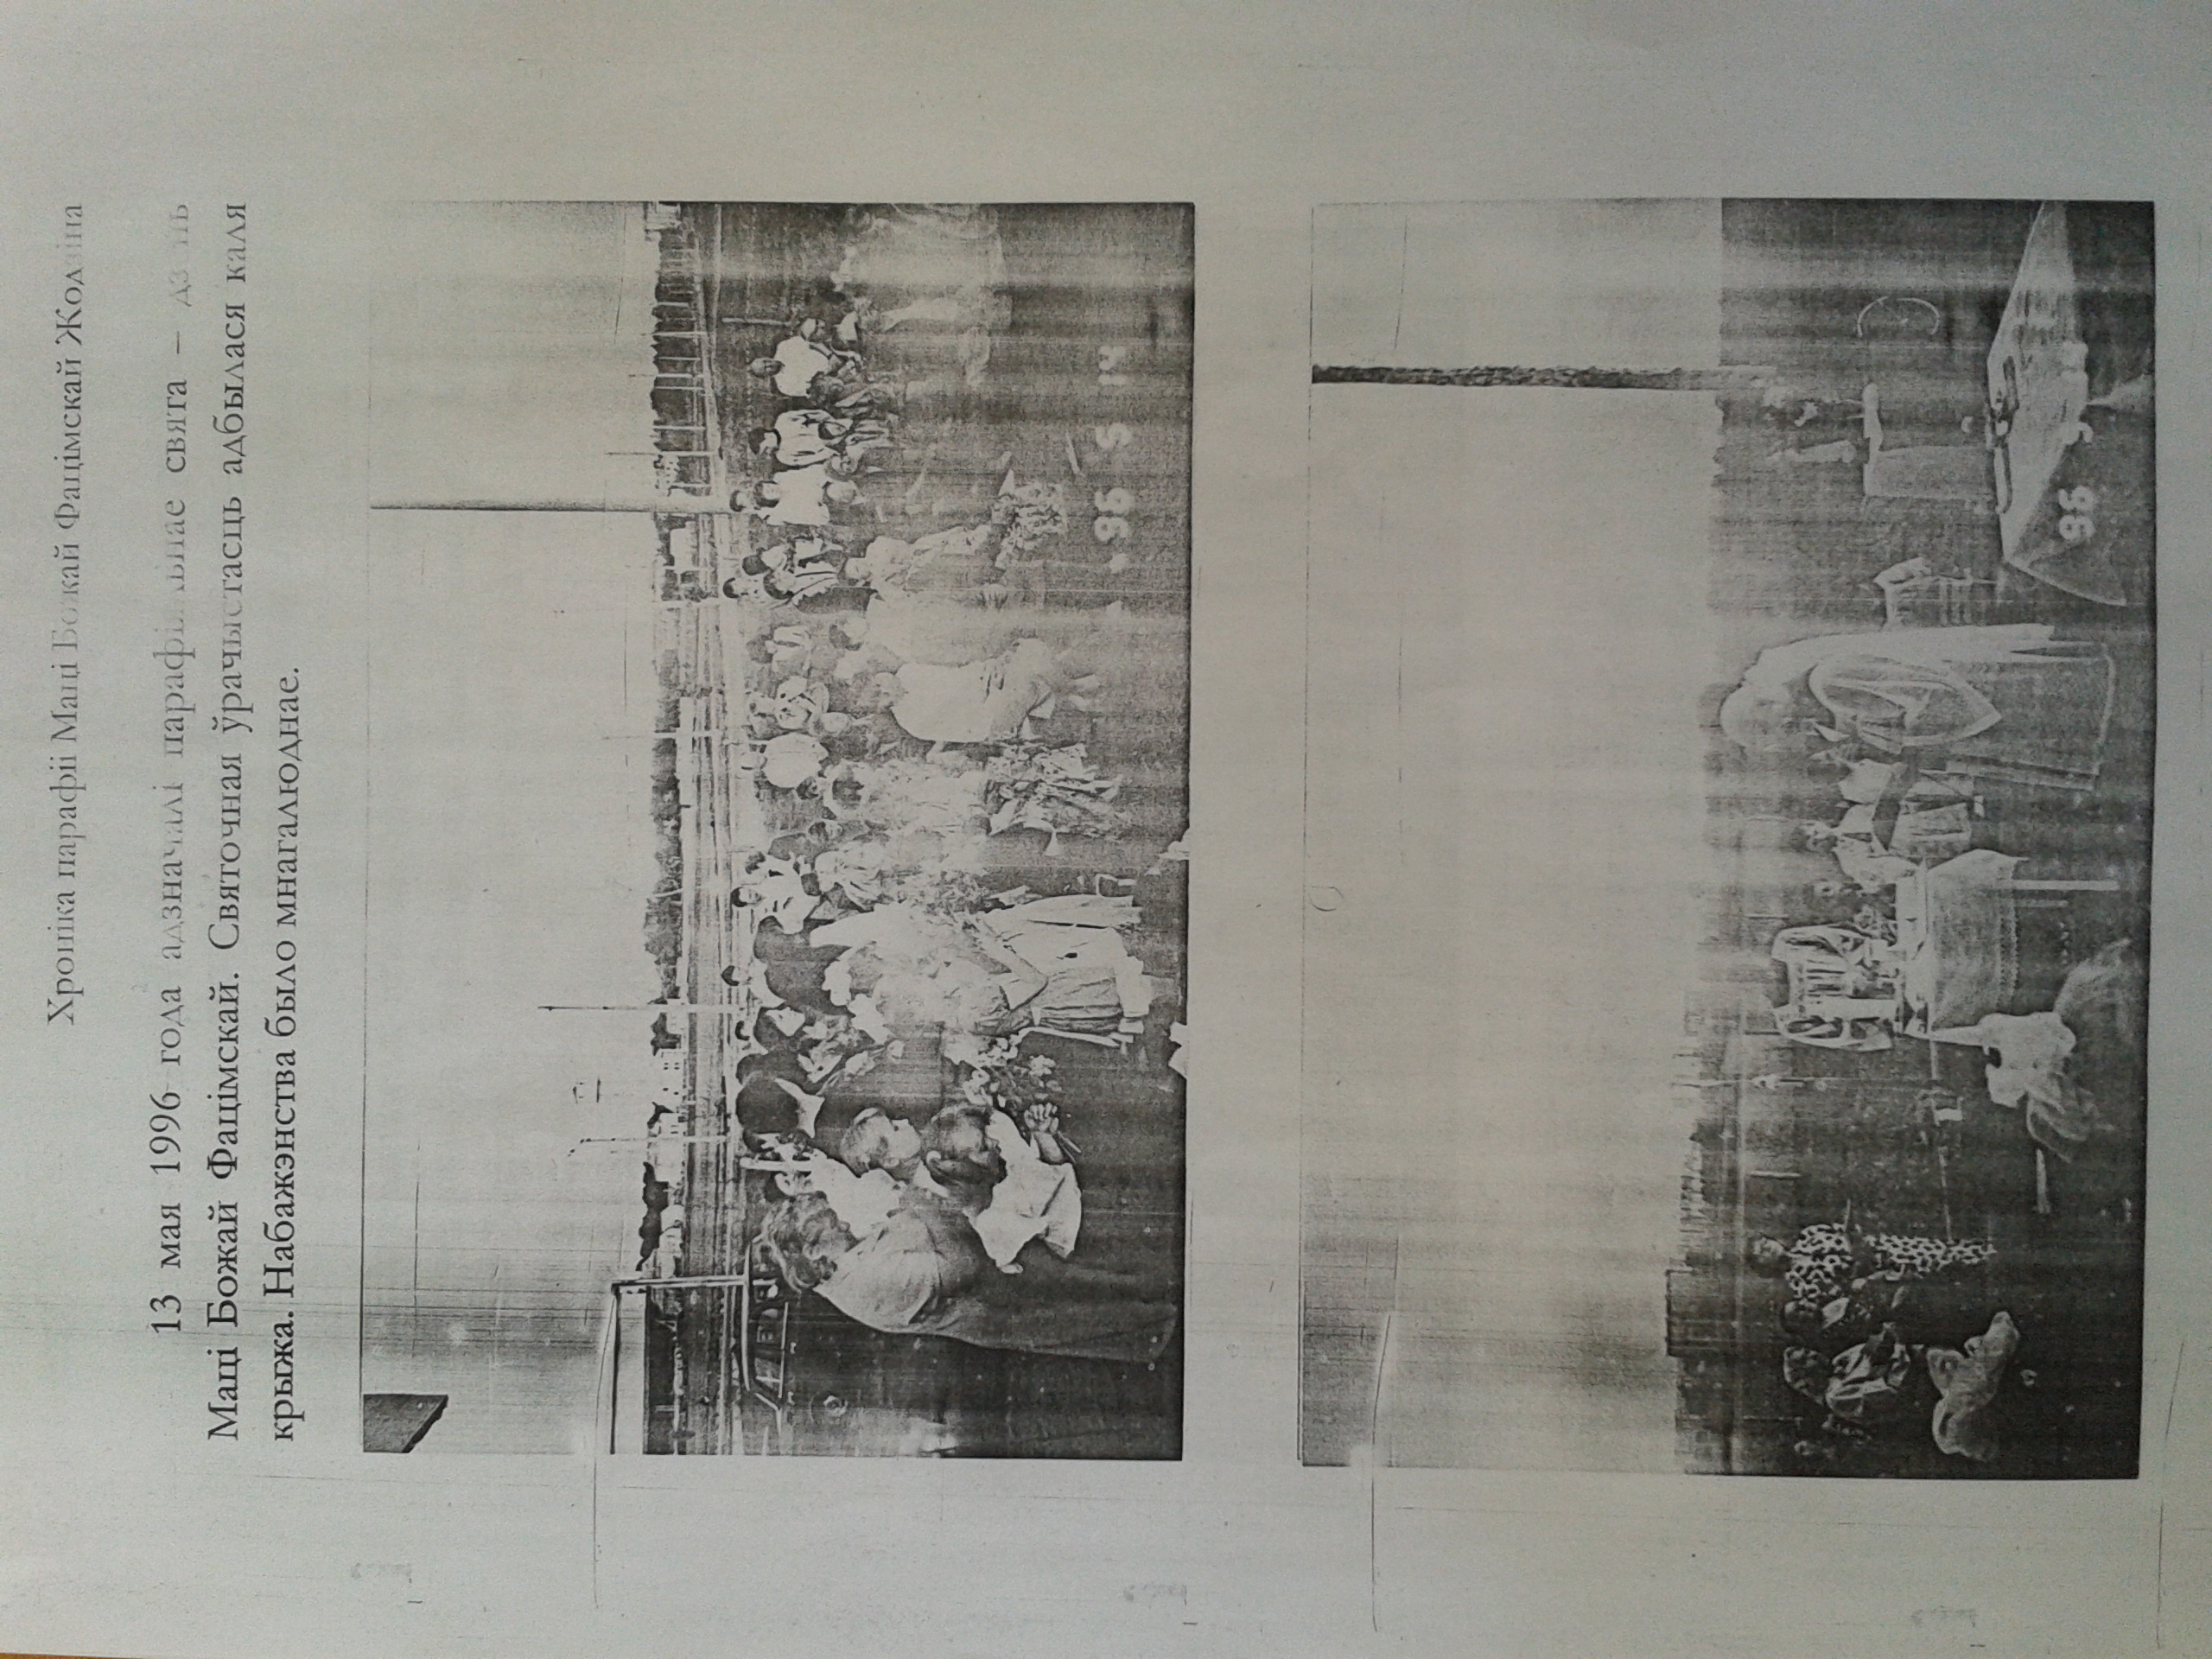 Хроніка парафіі Маці Божай Фацімскай Жодзіна
13 мая 1996 года адзначалі парафіяльнае свята – дзень
Маці Божай Фацімскай. Святочная ўрачыстасць адбылася каля
крыжа. Набажэнства было мнагалюднае.
96 5 14
96 5